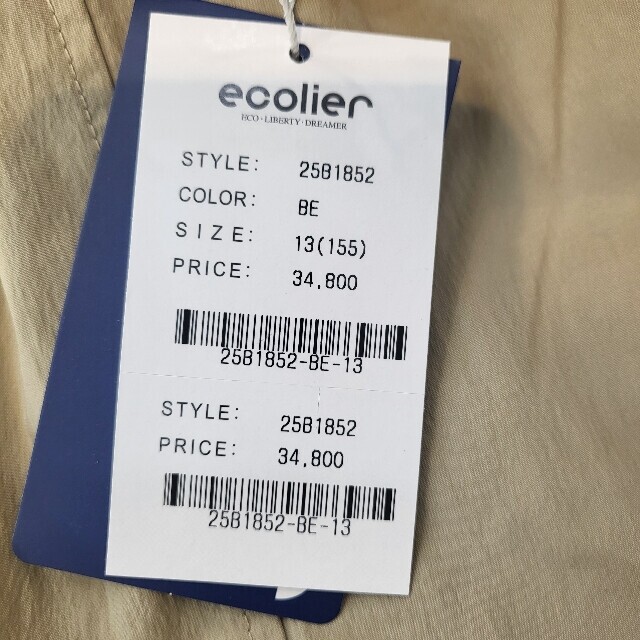 ecolier
ECO·LIBERTY·DREAMER
STYLE: 25B1852
COLOR: BE
SIZE: 13(155)
PRICE: 34,800
25B1852-BE-13
STYLE: 25B1852
PRICE: 34,800
25B1852-BE-13